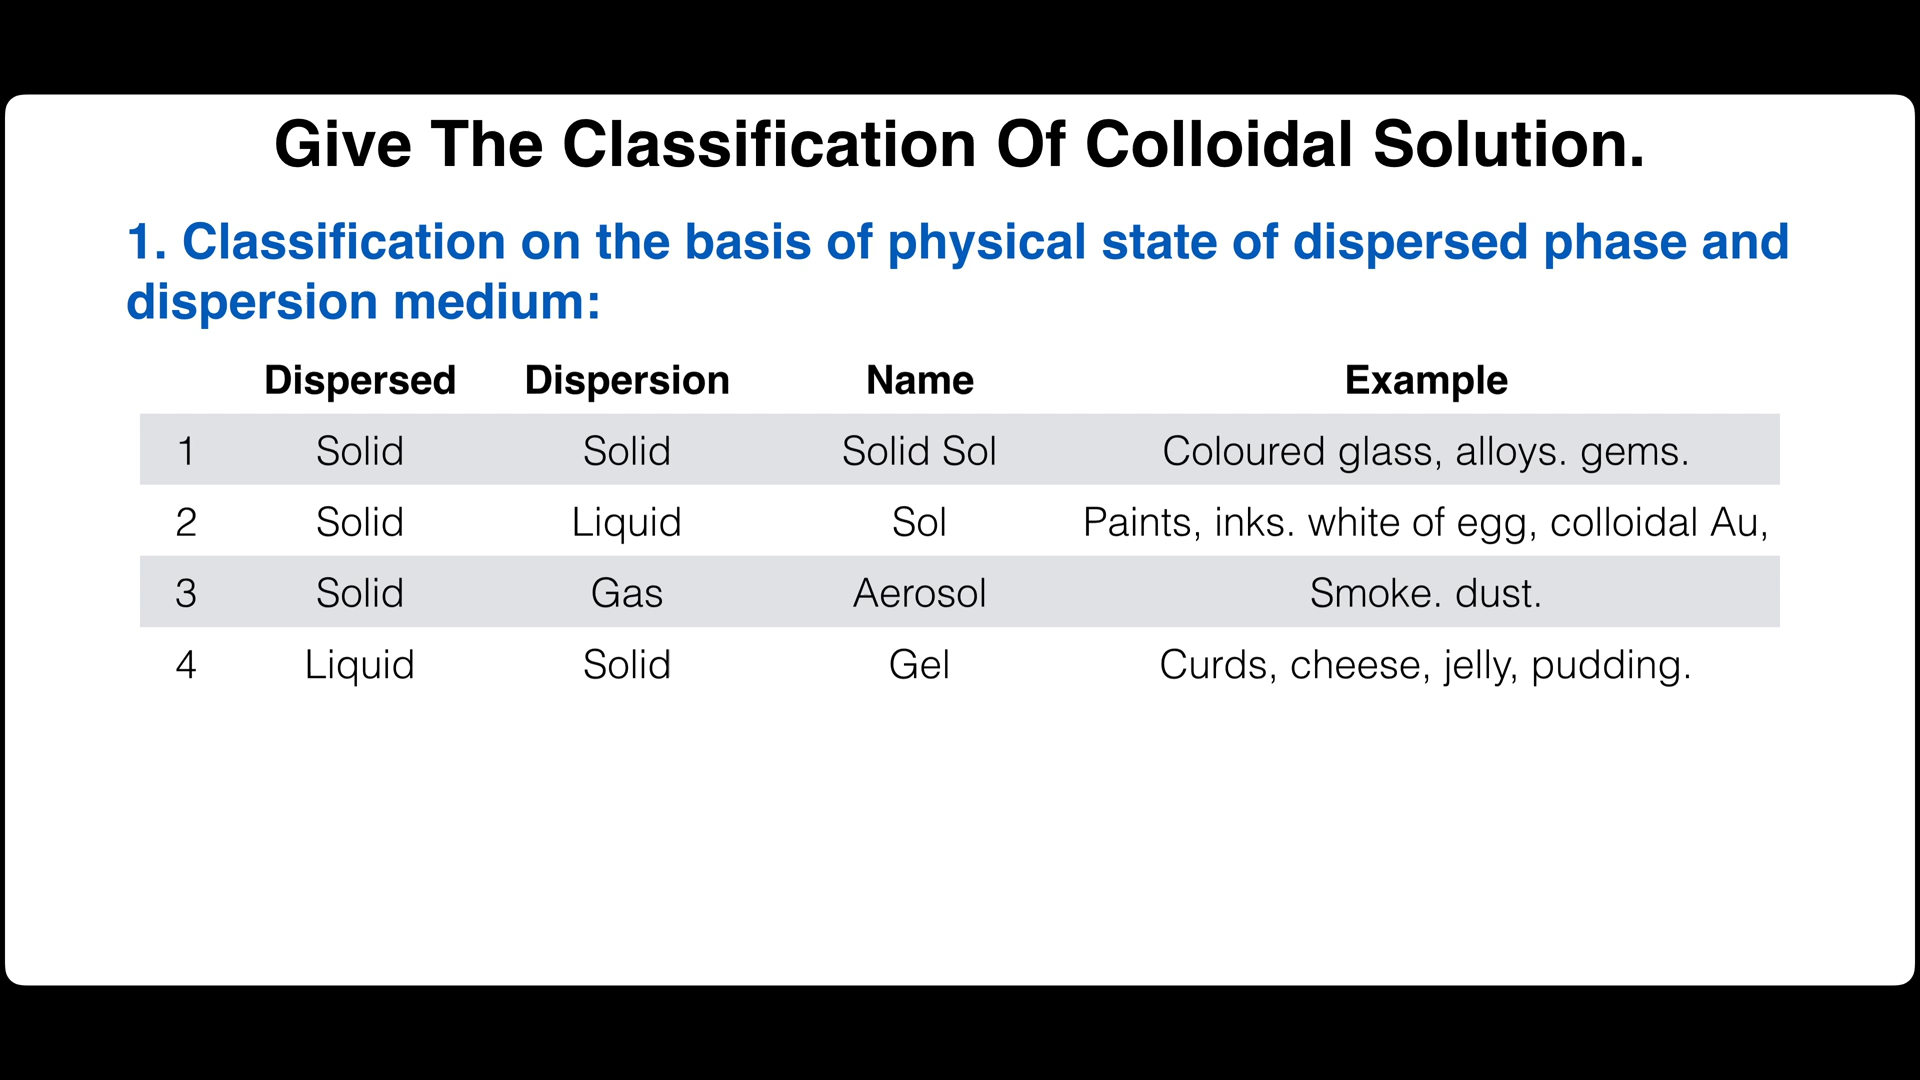 Give The Classification Of Colloidal Solution.
1. Classification on the basis of physical state of dispersed phase and
dispersion medium:
Dispersed Dispersion Name Example
1 Solid Solid Solid Sol Coloured glass, alloys. gems.
2 Solid Liquid Sol Paints, inks. white of egg, colloidal Au,
3 Solid Gas Aerosol Smoke. dust.
4 Liquid Solid Gel Curds, cheese, jelly, pudding.